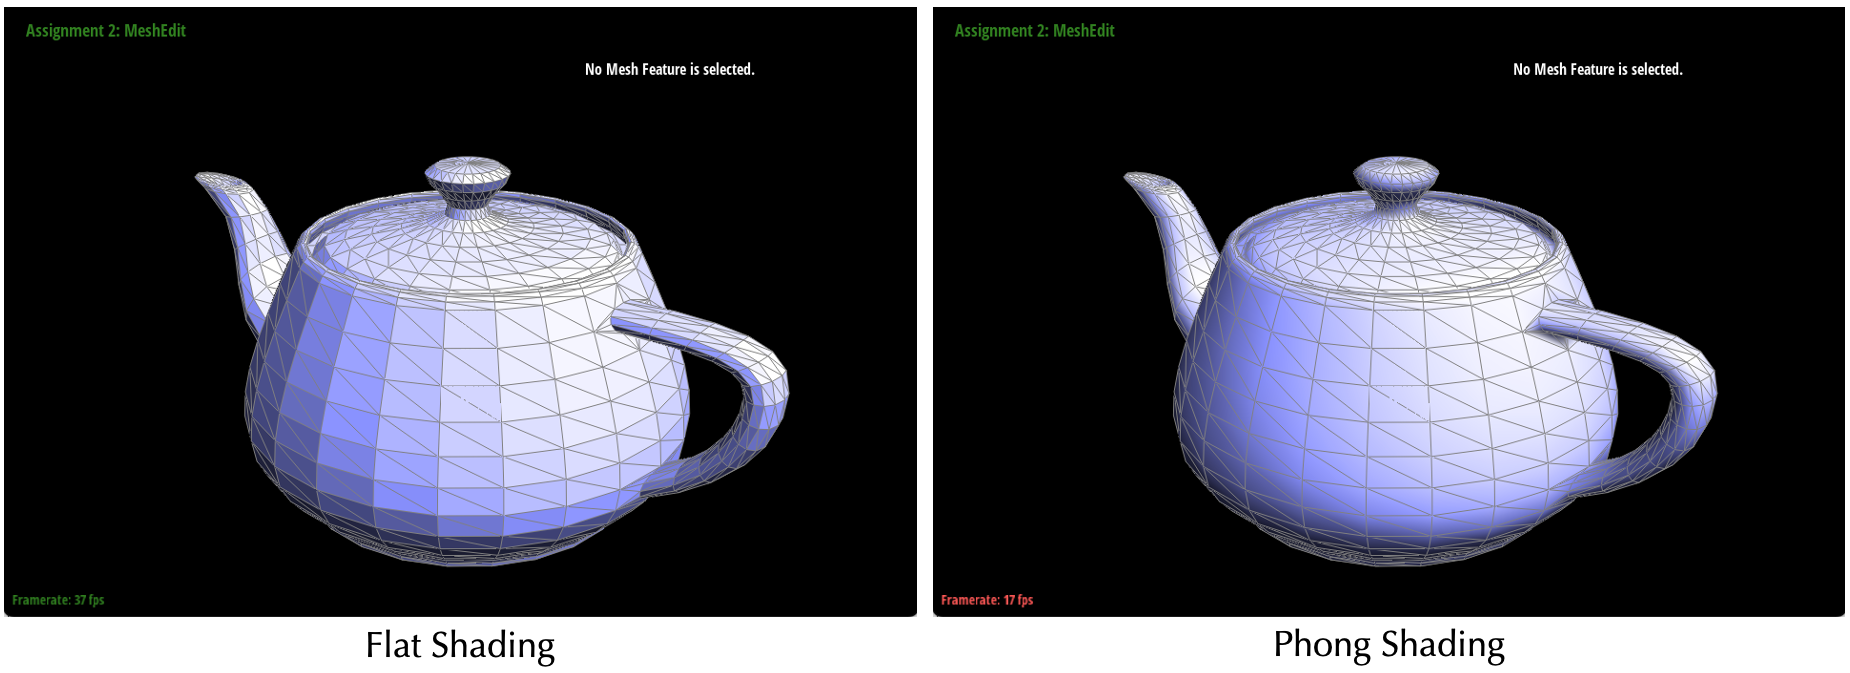 Assignment 2: MeshEdit
No Mesh Feature is selected.
Framerate: 37 fps
Flat Shading
Assignment 2: MeshEdit
No Mesh Feature is selected.
Framerate: 17 fps
Phong Shading